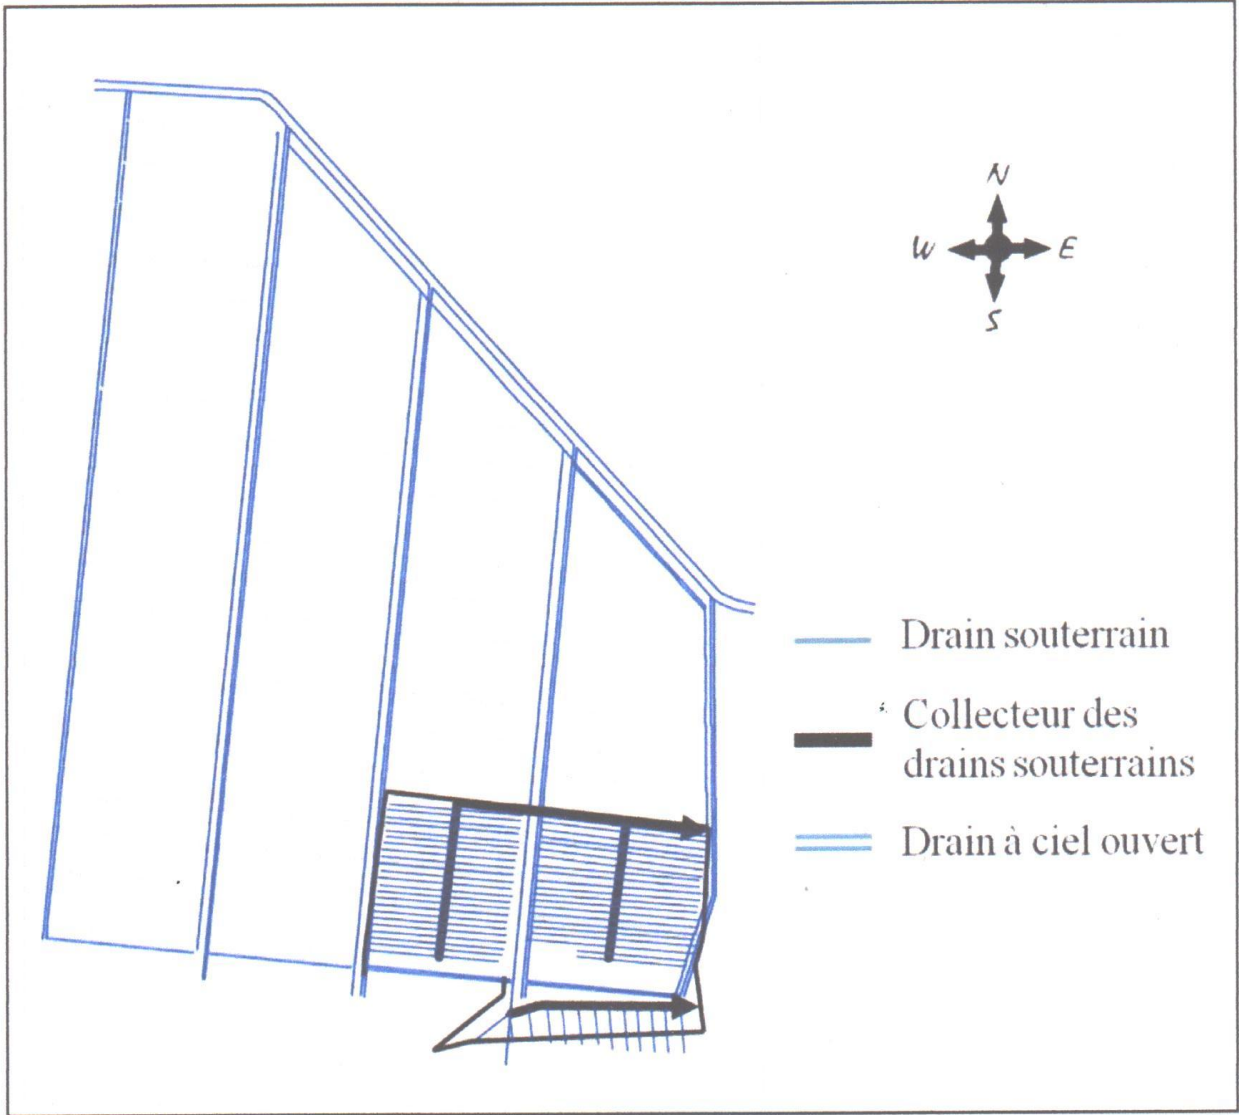 N
W E
S
Drain souterrain
Collecteur des
drains souterrains
Drain à ciel ouvert